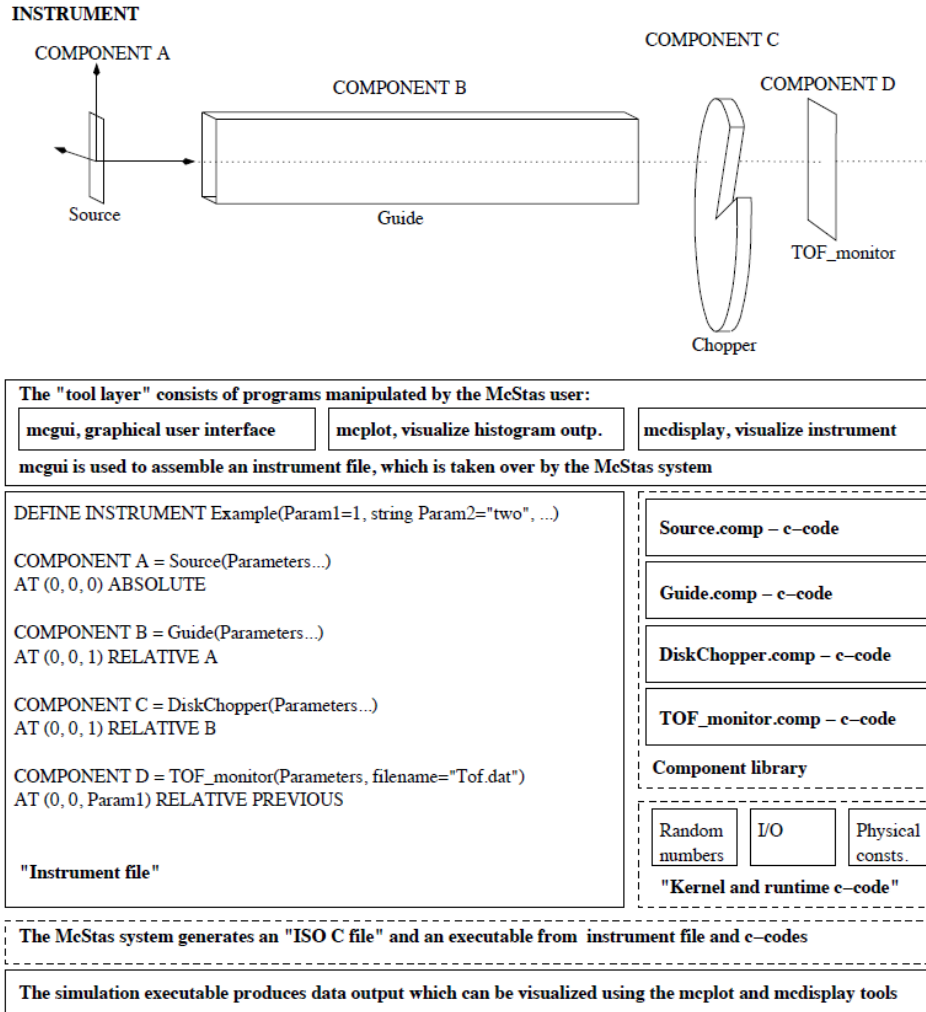 INSTRUMENT
COMPONENT A
COMPONENT B
COMPONENT C
COMPONENT D
Source
Guide
Chopper
TOF_monitor
The "tool layer" consists of programs manipulated by the McStas user:
mcgui, graphical user interface
mcplot, visualize histogram outp.
mcdisplay, visualize instrument
mcgui is used to assemble an instrument file, which is taken over by the McStas system
DEFINE INSTRUMENT Example(Param1=1, string Param2="two", ...)
COMPONENT A = Source(Parameters...)
AT (0, 0, 0) ABSOLUTE
COMPONENT B = Guide(Parameters...)
AT (0, 0, 1) RELATIVE A
COMPONENT C = DiskChopper(Parameters...)
AT (0, 0, 1) RELATIVE B
COMPONENT D = TOF_monitor(Parameters, filename="Tof.dat")
AT (0, 0, Param1) RELATIVE PREVIOUS
"Instrument file"
Source.comp – c–code
Guide.comp – c–code
DiskChopper.comp – c–code
TOF_monitor.comp – c–code
Component library
Random
numbers
I/O
Physical
consts.
"Kernel and runtime c–code"
The McStas system generates an "ISO C file" and an executable from instrument file and c–codes
The simulation executable produces data output which can be visualized using the mcplot and mcdisplay tools